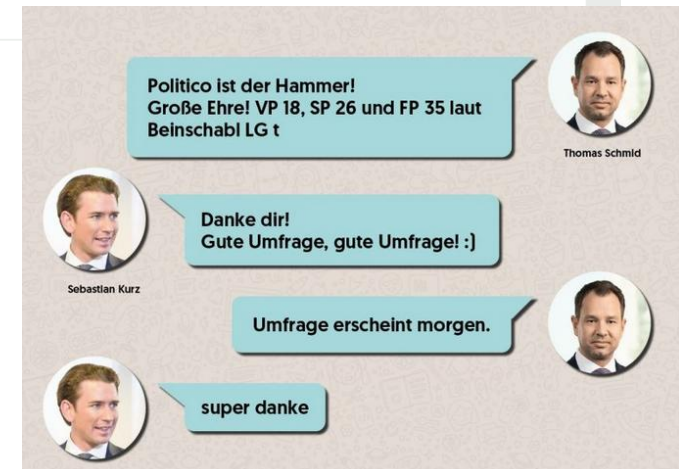 Politico ist der Hammer!
Große Ehre! VP 18, SP 26 und FP 35 laut
Beinschabl LG t
Thomas Schmid
Danke dir!
Gute Umfrage, gute Umfrage! :)
Sebastian Kurz
Umfrage erscheint morgen.
super danke